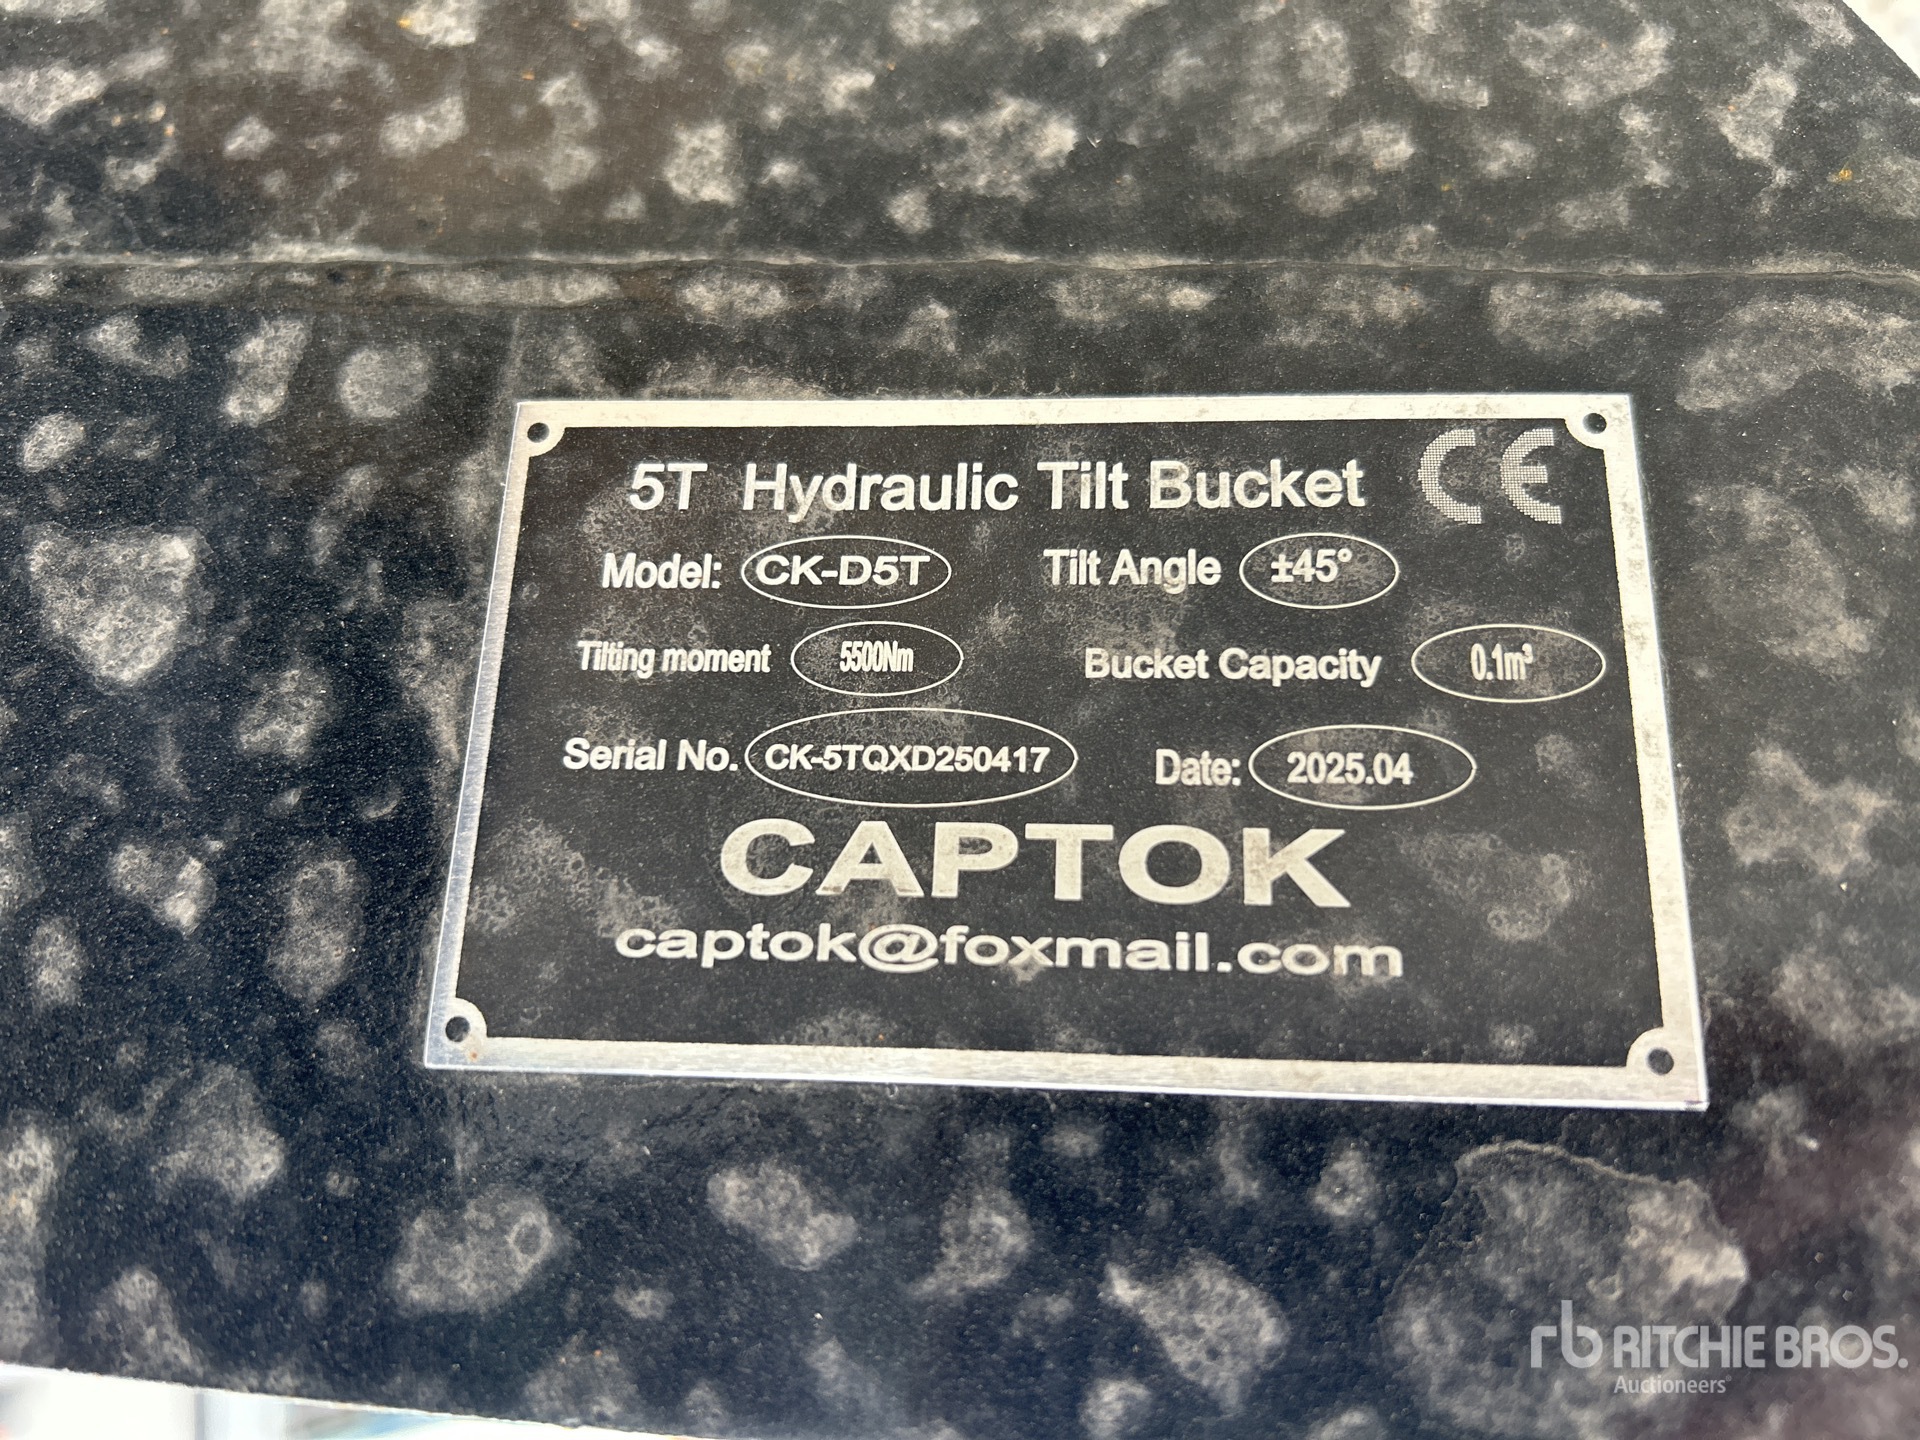 5T Hydraulic Tilt Bucket CE
Model: CK-D5T Tilt Angle ±45°
Tilting moment 5500Nm Bucket Capacity 0.1m³
Serial No. CK-5TQXD250417 Date: 2025.04
CAPTOK
captok@foxmail.com
rb RITCHIE BROS.
Auctioneers